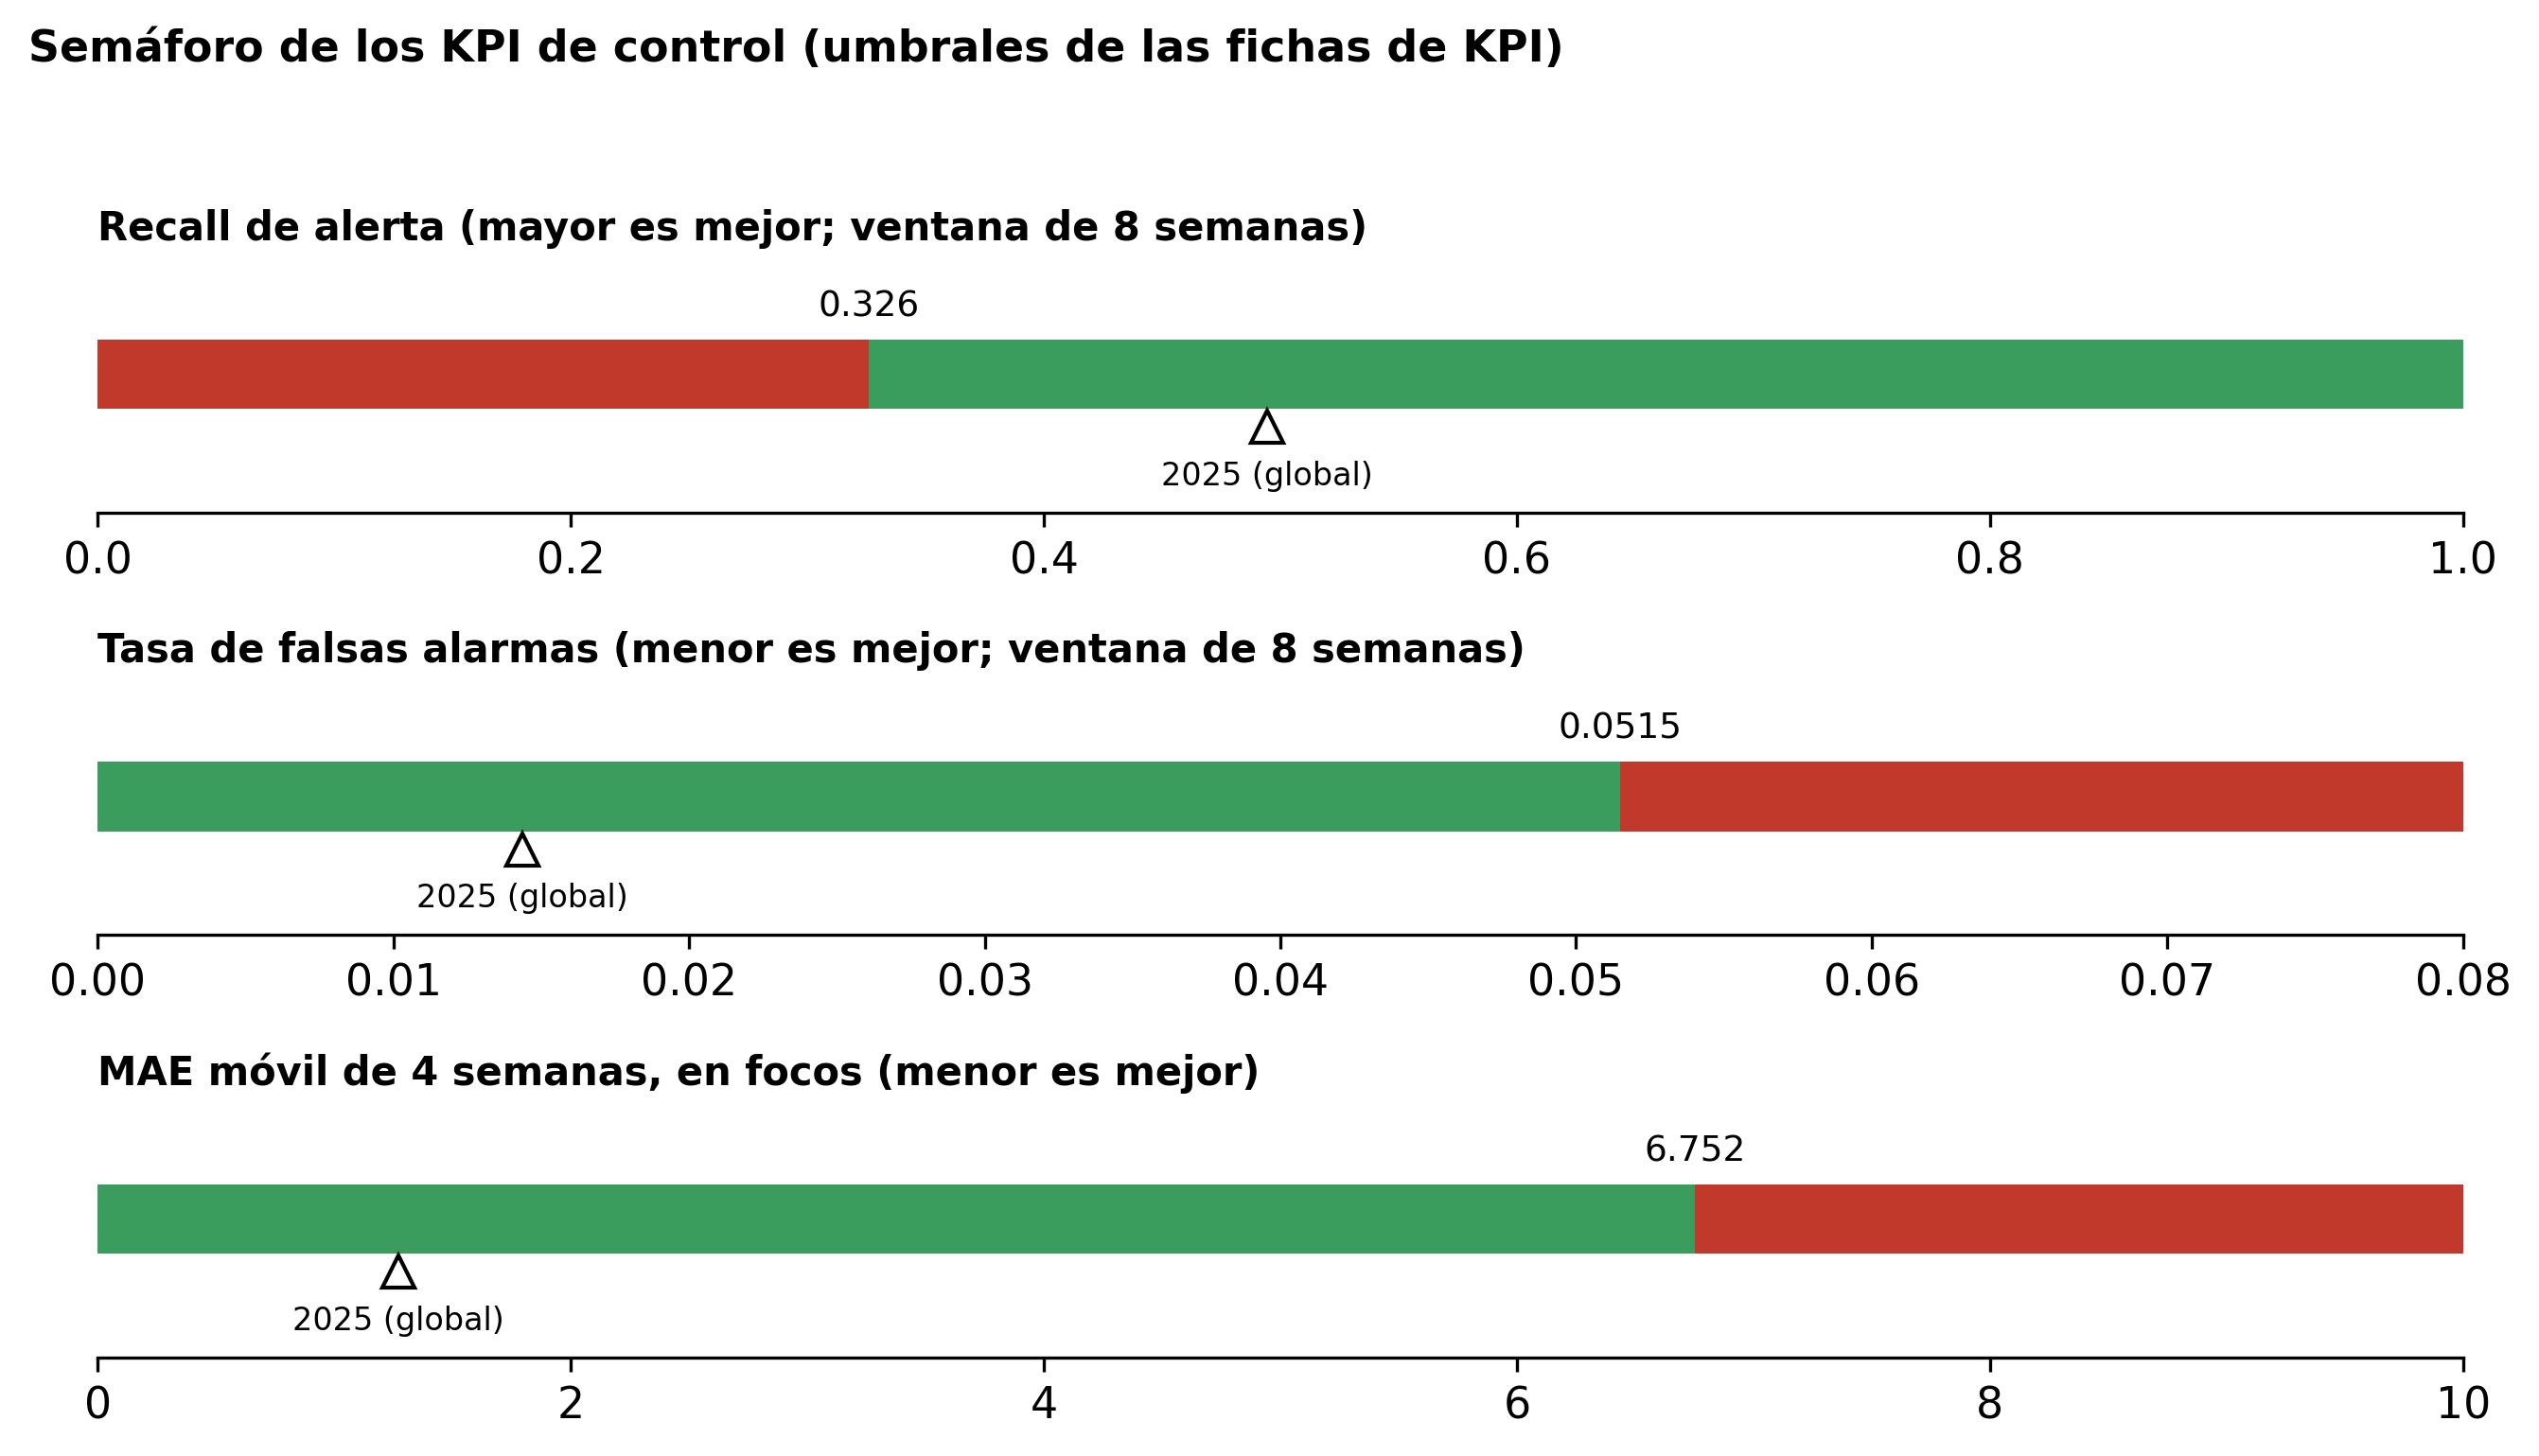 Semáforo de los KPI de control (umbrales de las fichas de KPI)
Recall de alerta (mayor es mejor; ventana de 8 semanas)
0.326
2025 (global)
0.0 0.2 0.4 0.6 0.8 1.0
Tasa de falsas alarmas (menor es mejor; ventana de 8 semanas)
0.0515
2025 (global)
0.00 0.01 0.02 0.03 0.04 0.05 0.06 0.07 0.08
MAE móvil de 4 semanas, en focos (menor es mejor)
6.752
2025 (global)
0 2 4 6 8 10